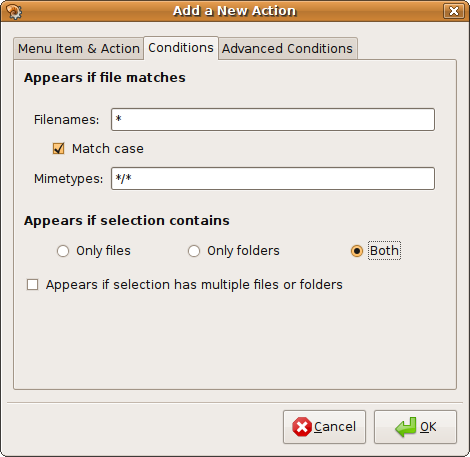 Add a New Action
Menu Item & Action Conditions Advanced Conditions
Appears if file matches
Filenames: *
Match case
Mimetypes: */*
Appears if selection contains
Only files Only folders Both
Appears if selection has multiple files or folders
Cancel OK